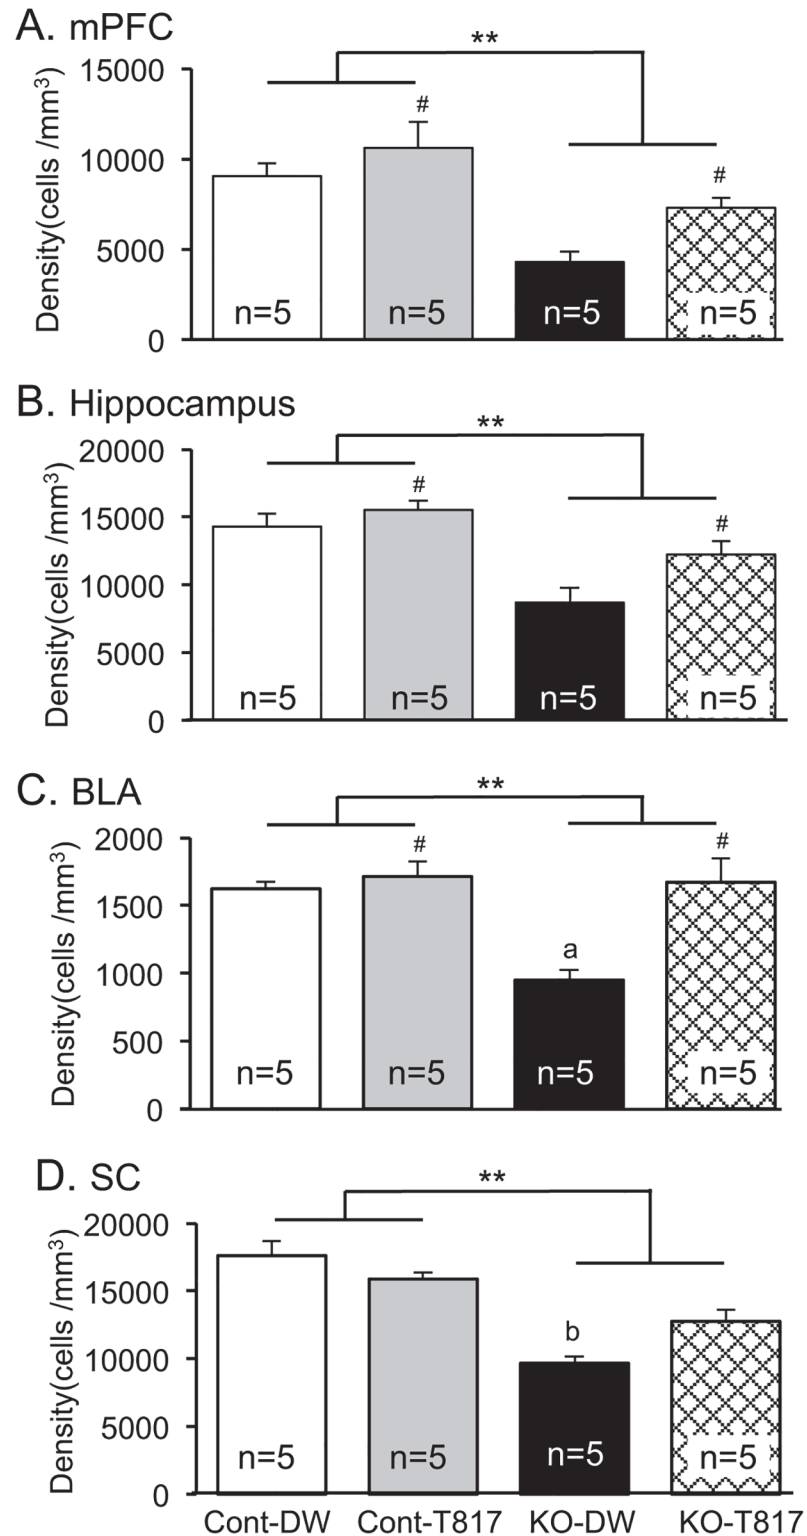 A. mPFC
**
15000
#
10000
#
5000
0
Density(cells /mm³)
n=5 n=5 n=5 n=5
B. Hippocampus
**
20000
#
15000
#
10000
5000
0
Density(cells /mm³)
n=5 n=5 n=5 n=5
C. BLA
**
2000
# #
1500
a
1000
500
0
Density(cells /mm³)
n=5 n=5 n=5 n=5
D. SC
**
20000
15000
b
10000
5000
0
Density(cells /mm³)
n=5 n=5 n=5 n=5
Cont-DW Cont-T817 KO-DW KO-T817